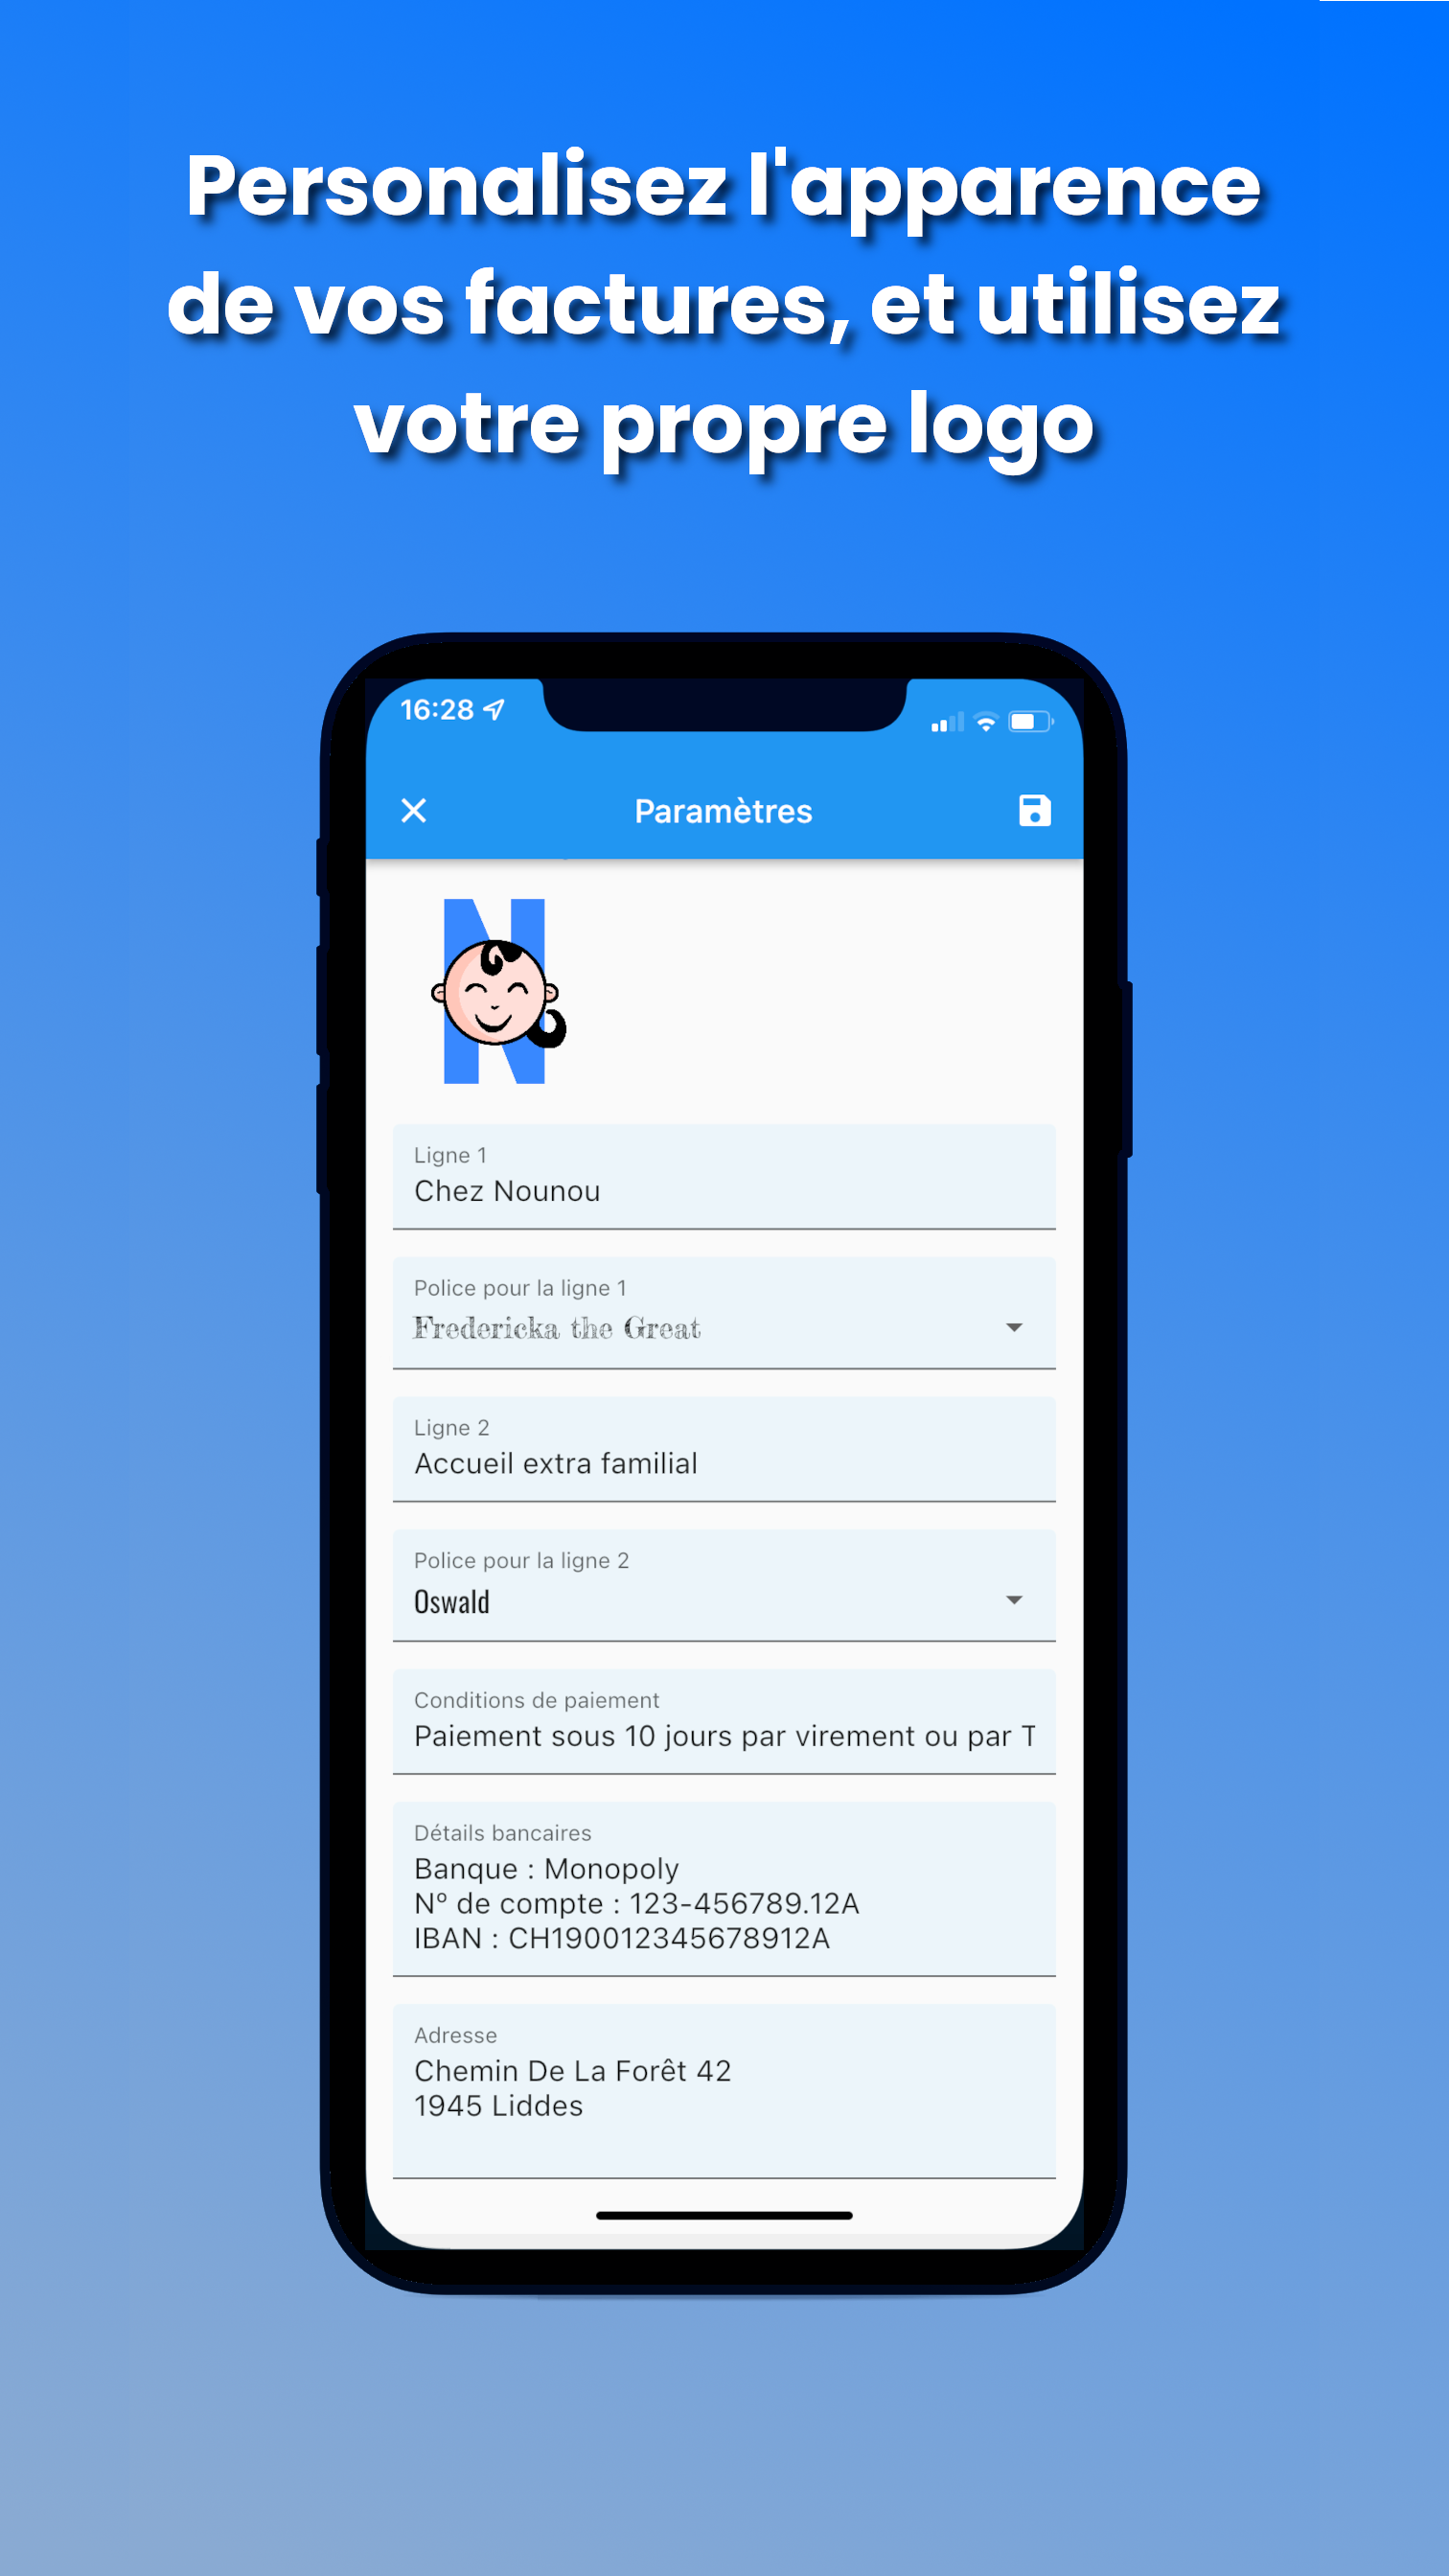 Personalisez l'apparence
de vos factures, et utilisez
votre propre logo
16:28
Paramètres
N
Ligne 1
Chez Nounou
Police pour la ligne 1
Fredericka the Great
Ligne 2
Accueil extra familial
Police pour la ligne 2
Oswald
Conditions de paiement
Paiement sous 10 jours par virement ou par T
Détails bancaires
Banque : Monopoly
N° de compte : 123-456789.12A
IBAN : CH190012345678912A
Adresse
Chemin De La Forêt 42
1945 Liddes